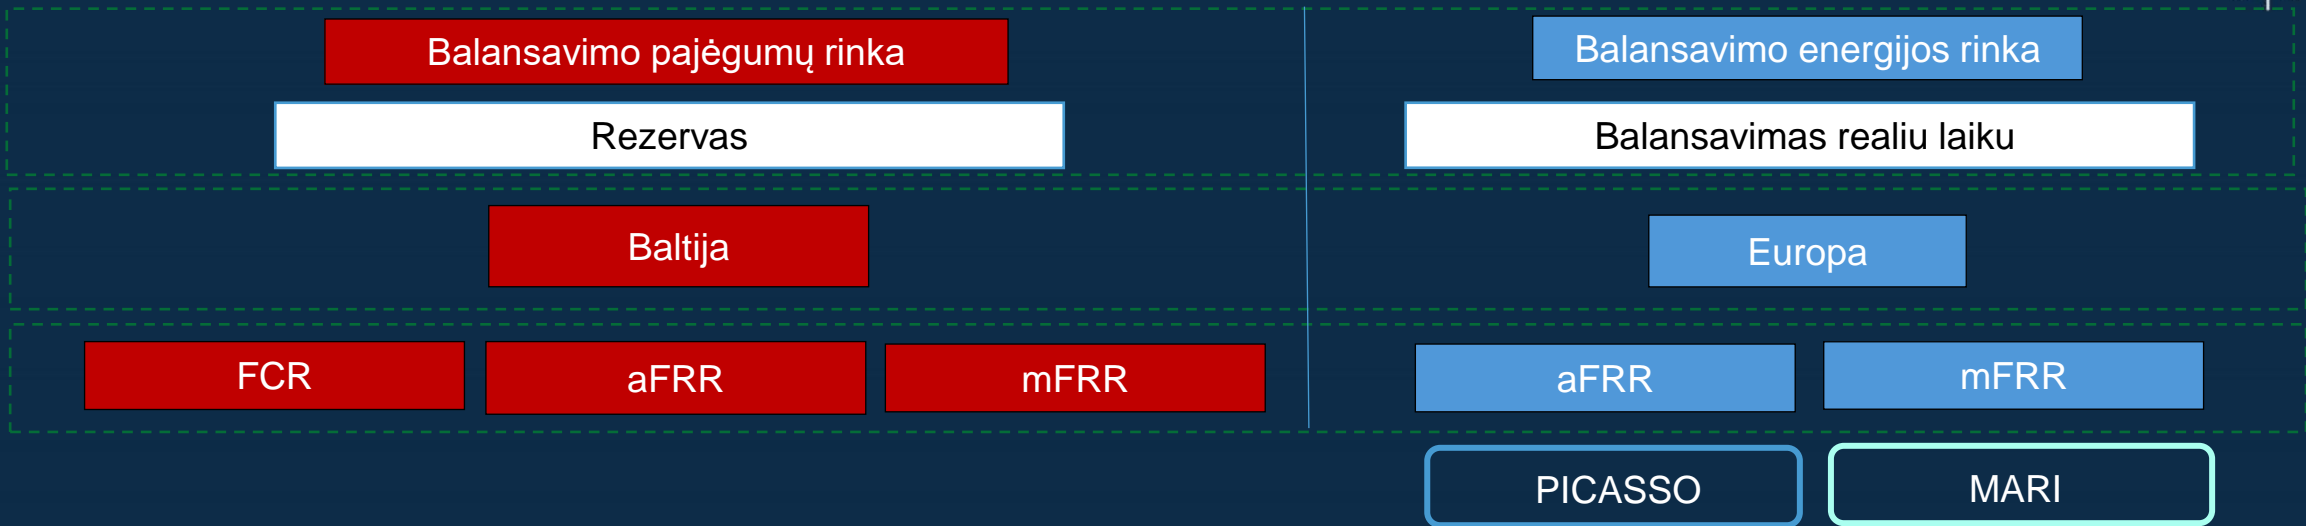 Balansavimo pajėgumų rinka
Balansavimo energijos rinka
Rezervas
Balansavimas realiu laiku
Baltija
Europa
FCR
aFRR
mFRR
aFRR
mFRR
PICASSO
MARI